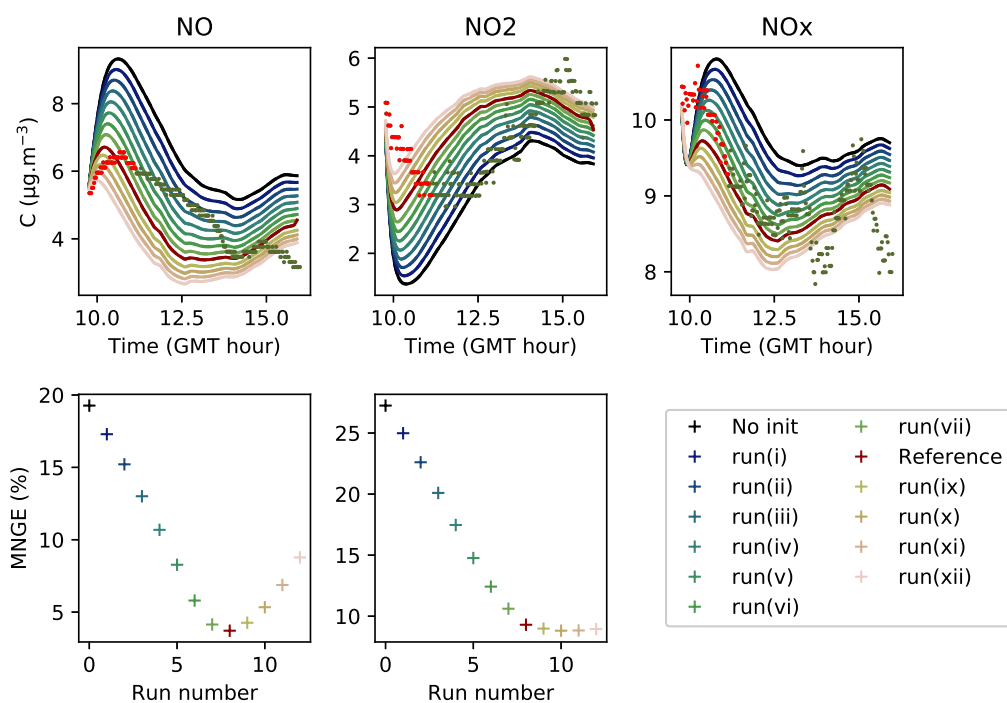 NO
NO2
NOx
C (µg.m⁻³)
8
6
4
10.0 12.5 15.0
Time (GMT hour)
6
5
4
3
2
10.0 12.5 15.0
Time (GMT hour)
10
9
8
10.0 12.5 15.0
Time (GMT hour)
MNGE (%)
20
15
10
5
0 5 10
Run number
25
20
15
10
0 5 10
Run number
No init
run(i)
run(ii)
run(iii)
run(iv)
run(v)
run(vi)
run(vii)
Reference
run(ix)
run(x)
run(xi)
run(xii)